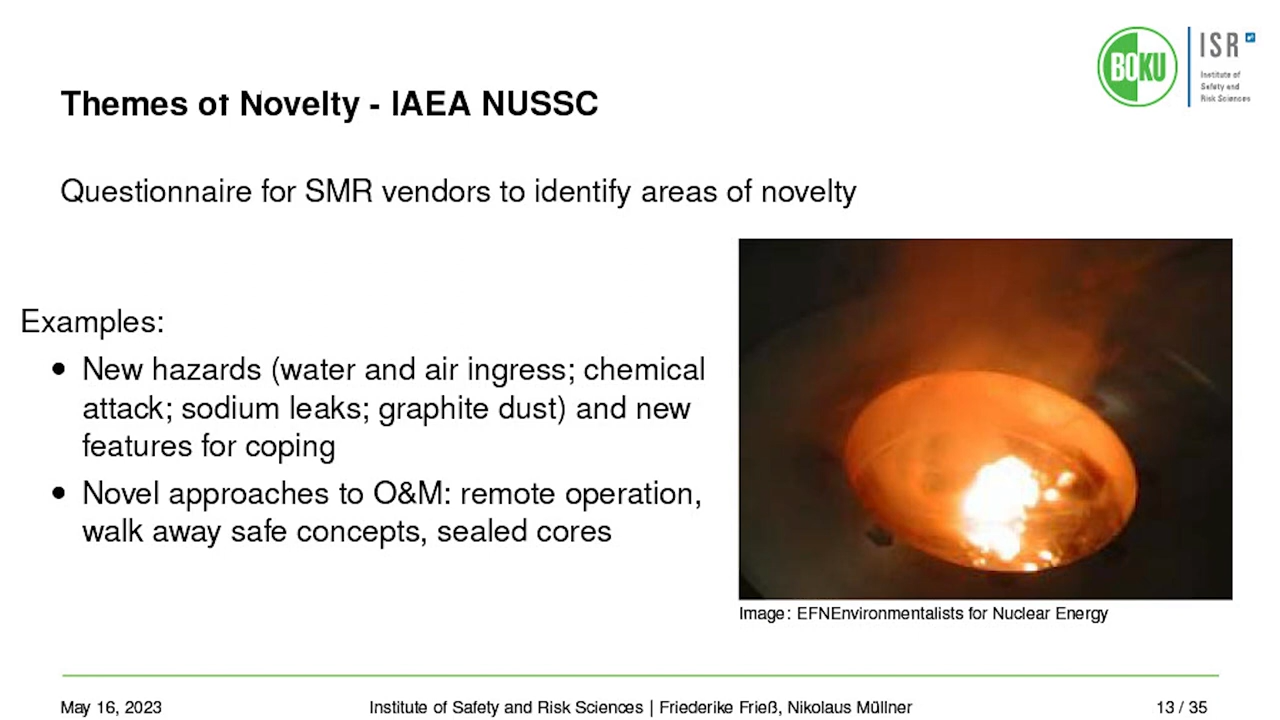 BOKU
ISR
Institute of
Safety and
Risk Sciences
Themes of Novelty - IAEA NUSSC
Questionnaire for SMR vendors to identify areas of novelty
Examples:
• New hazards (water and air ingress; chemical
attack; sodium leaks; graphite dust) and new
features for coping
• Novel approaches to O&M: remote operation,
walk away safe concepts, sealed cores
Image: EFNEnvironmentalists for Nuclear Energy
May 16, 2023
Institute of Safety and Risk Sciences | Friederike Frieß, Nikolaus Müllner
13 / 35